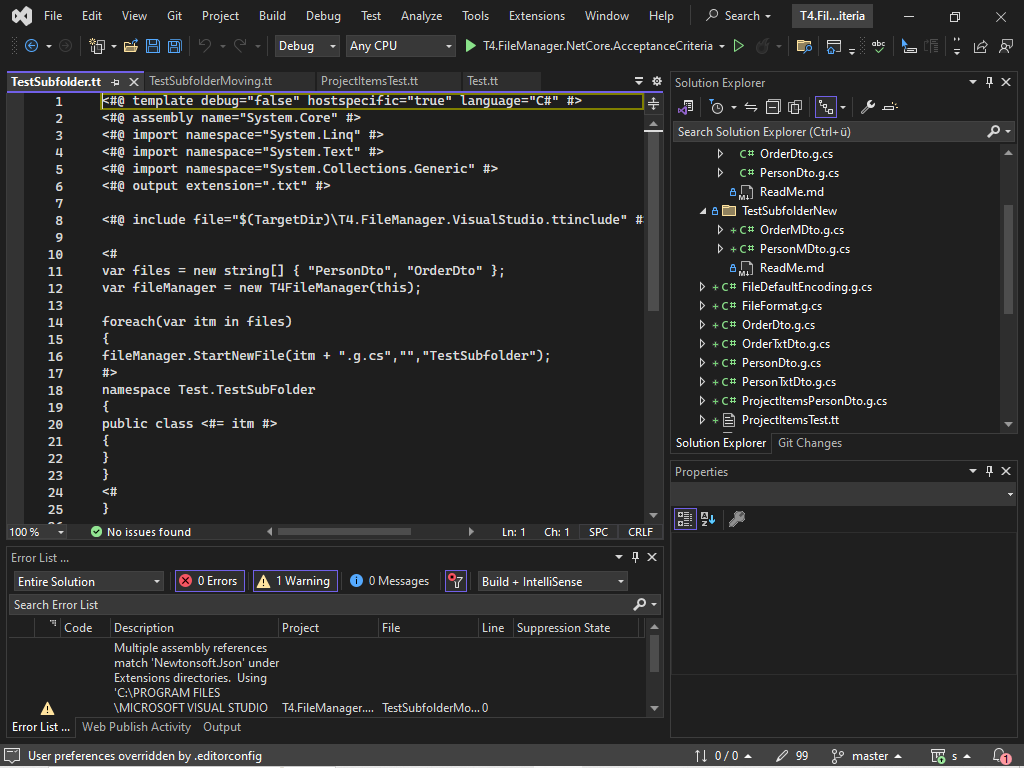 File Edit View Git Project Build Debug Test Analyze Tools Extensions Window Help Search T4.Fil...iteria
Debug Any CPU T4.FileManager.NetCore.AcceptanceCriteria
TestSubfolder.tt TestSubfolderMoving.tt ProjectItemsTest.tt Test.tt
1 <#@ template debug="false" hostspecific="true" language="C#" #>
2 <#@ assembly name="System.Core" #>
3 <#@ import namespace="System.Linq" #>
4 <#@ import namespace="System.Text" #>
5 <#@ import namespace="System.Collections.Generic" #>
6 <#@ output extension=".txt" #>
7
8 <#@ include file="$(TargetDir)\T4.FileManager.VisualStudio.ttinclude" #
9
10 <#
11 var files = new string[] { "PersonDto", "OrderDto" };
12 var fileManager = new T4FileManager(this);
13
14 foreach(var itm in files)
15 {
16 fileManager.StartNewFile(itm + ".g.cs","","TestSubfolder");
17 #>
18 namespace Test.TestSubFolder
19 {
20 public class <#= itm #>
21 {
22 }
23 }
24 <#
25 }
100 % No issues found Ln: 1 Ch: 1 SPC CRLF
Solution Explorer
Search Solution Explorer (Ctrl+ü)
C# OrderDto.g.cs
C# PersonDto.g.cs
ReadMe.md
TestSubfolderNew
+ C# OrderMDto.g.cs
+ C# PersonMDto.g.cs
ReadMe.md
+ C# FileDefaultEncoding.g.cs
+ C# FileFormat.g.cs
+ C# OrderDto.g.cs
+ C# OrderTxtDto.g.cs
+ C# PersonDto.g.cs
+ C# PersonTxtDto.g.cs
+ C# ProjectItemsPersonDto.g.cs
+ ProjectItemsTest.tt
Solution Explorer Git Changes
Properties
Error List ...
Entire Solution 0 Errors 1 Warning 0 Messages Build + IntelliSense
Search Error List
Code Description Project File Line Suppression State
Multiple assembly references
match 'NewtonsoftJson' under
Extensions directories. Using
'C:\PROGRAM FILES
\MICROSOFT VISUAL STUDIO T4.FileManager.... TestSubfolderMo... 0
Error List ... Web Publish Activity Output
User preferences overridden by .editorconfig 0 / 0 99 master s 1